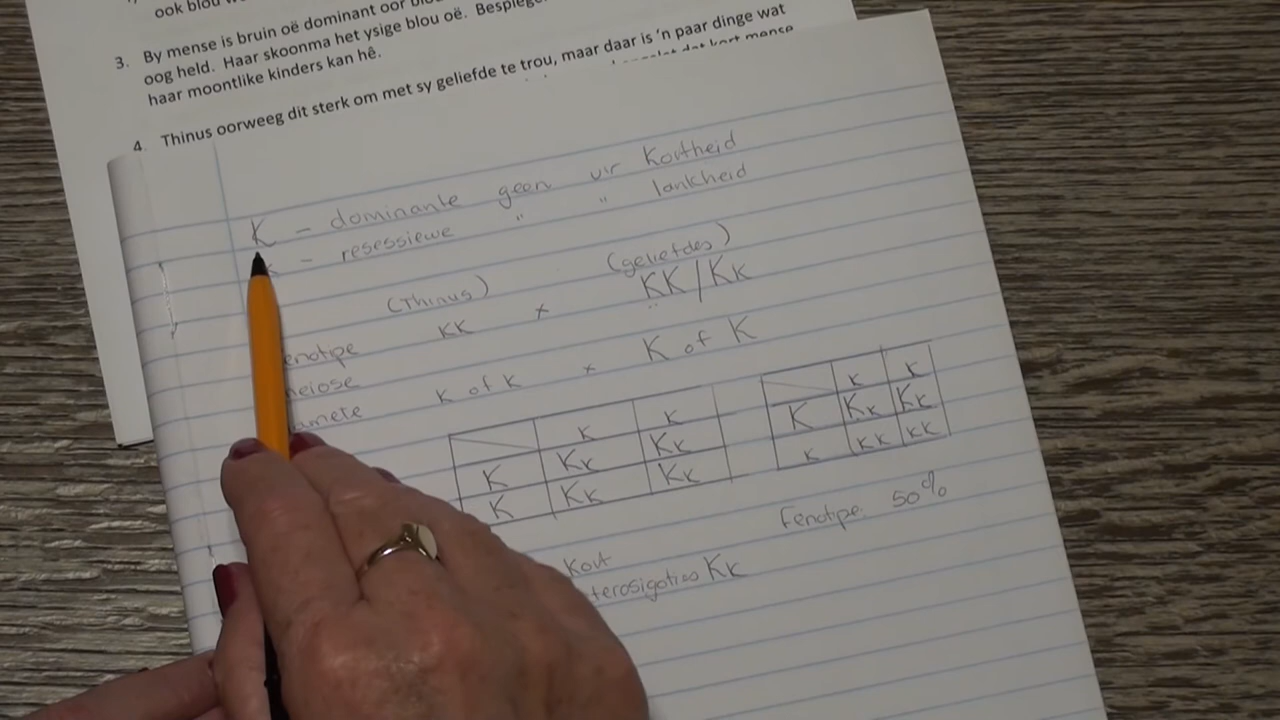 ook blou
3. By mense is bruin oë dominant oor
oog held. Haar skoonma het ysige blou oë.
haar moontlike kinders kan hê.
4. Thinus oorweeg dit sterk om met sy geliefde te trou, maar daar is 'n paar dinge wat
dat kort mense
K - dominante geen vir Kortheid
k - resessiewe " " lankheid
(Thinus) (geliefdes)
enotipe kk x KK/Kk
eiose
amete k of k x K of K
k k
K Kk Kk
K Kk Kk
k k
K Kk Kk
k kk kk
Fenotipe: 50%
Kort
terosigoties Kk